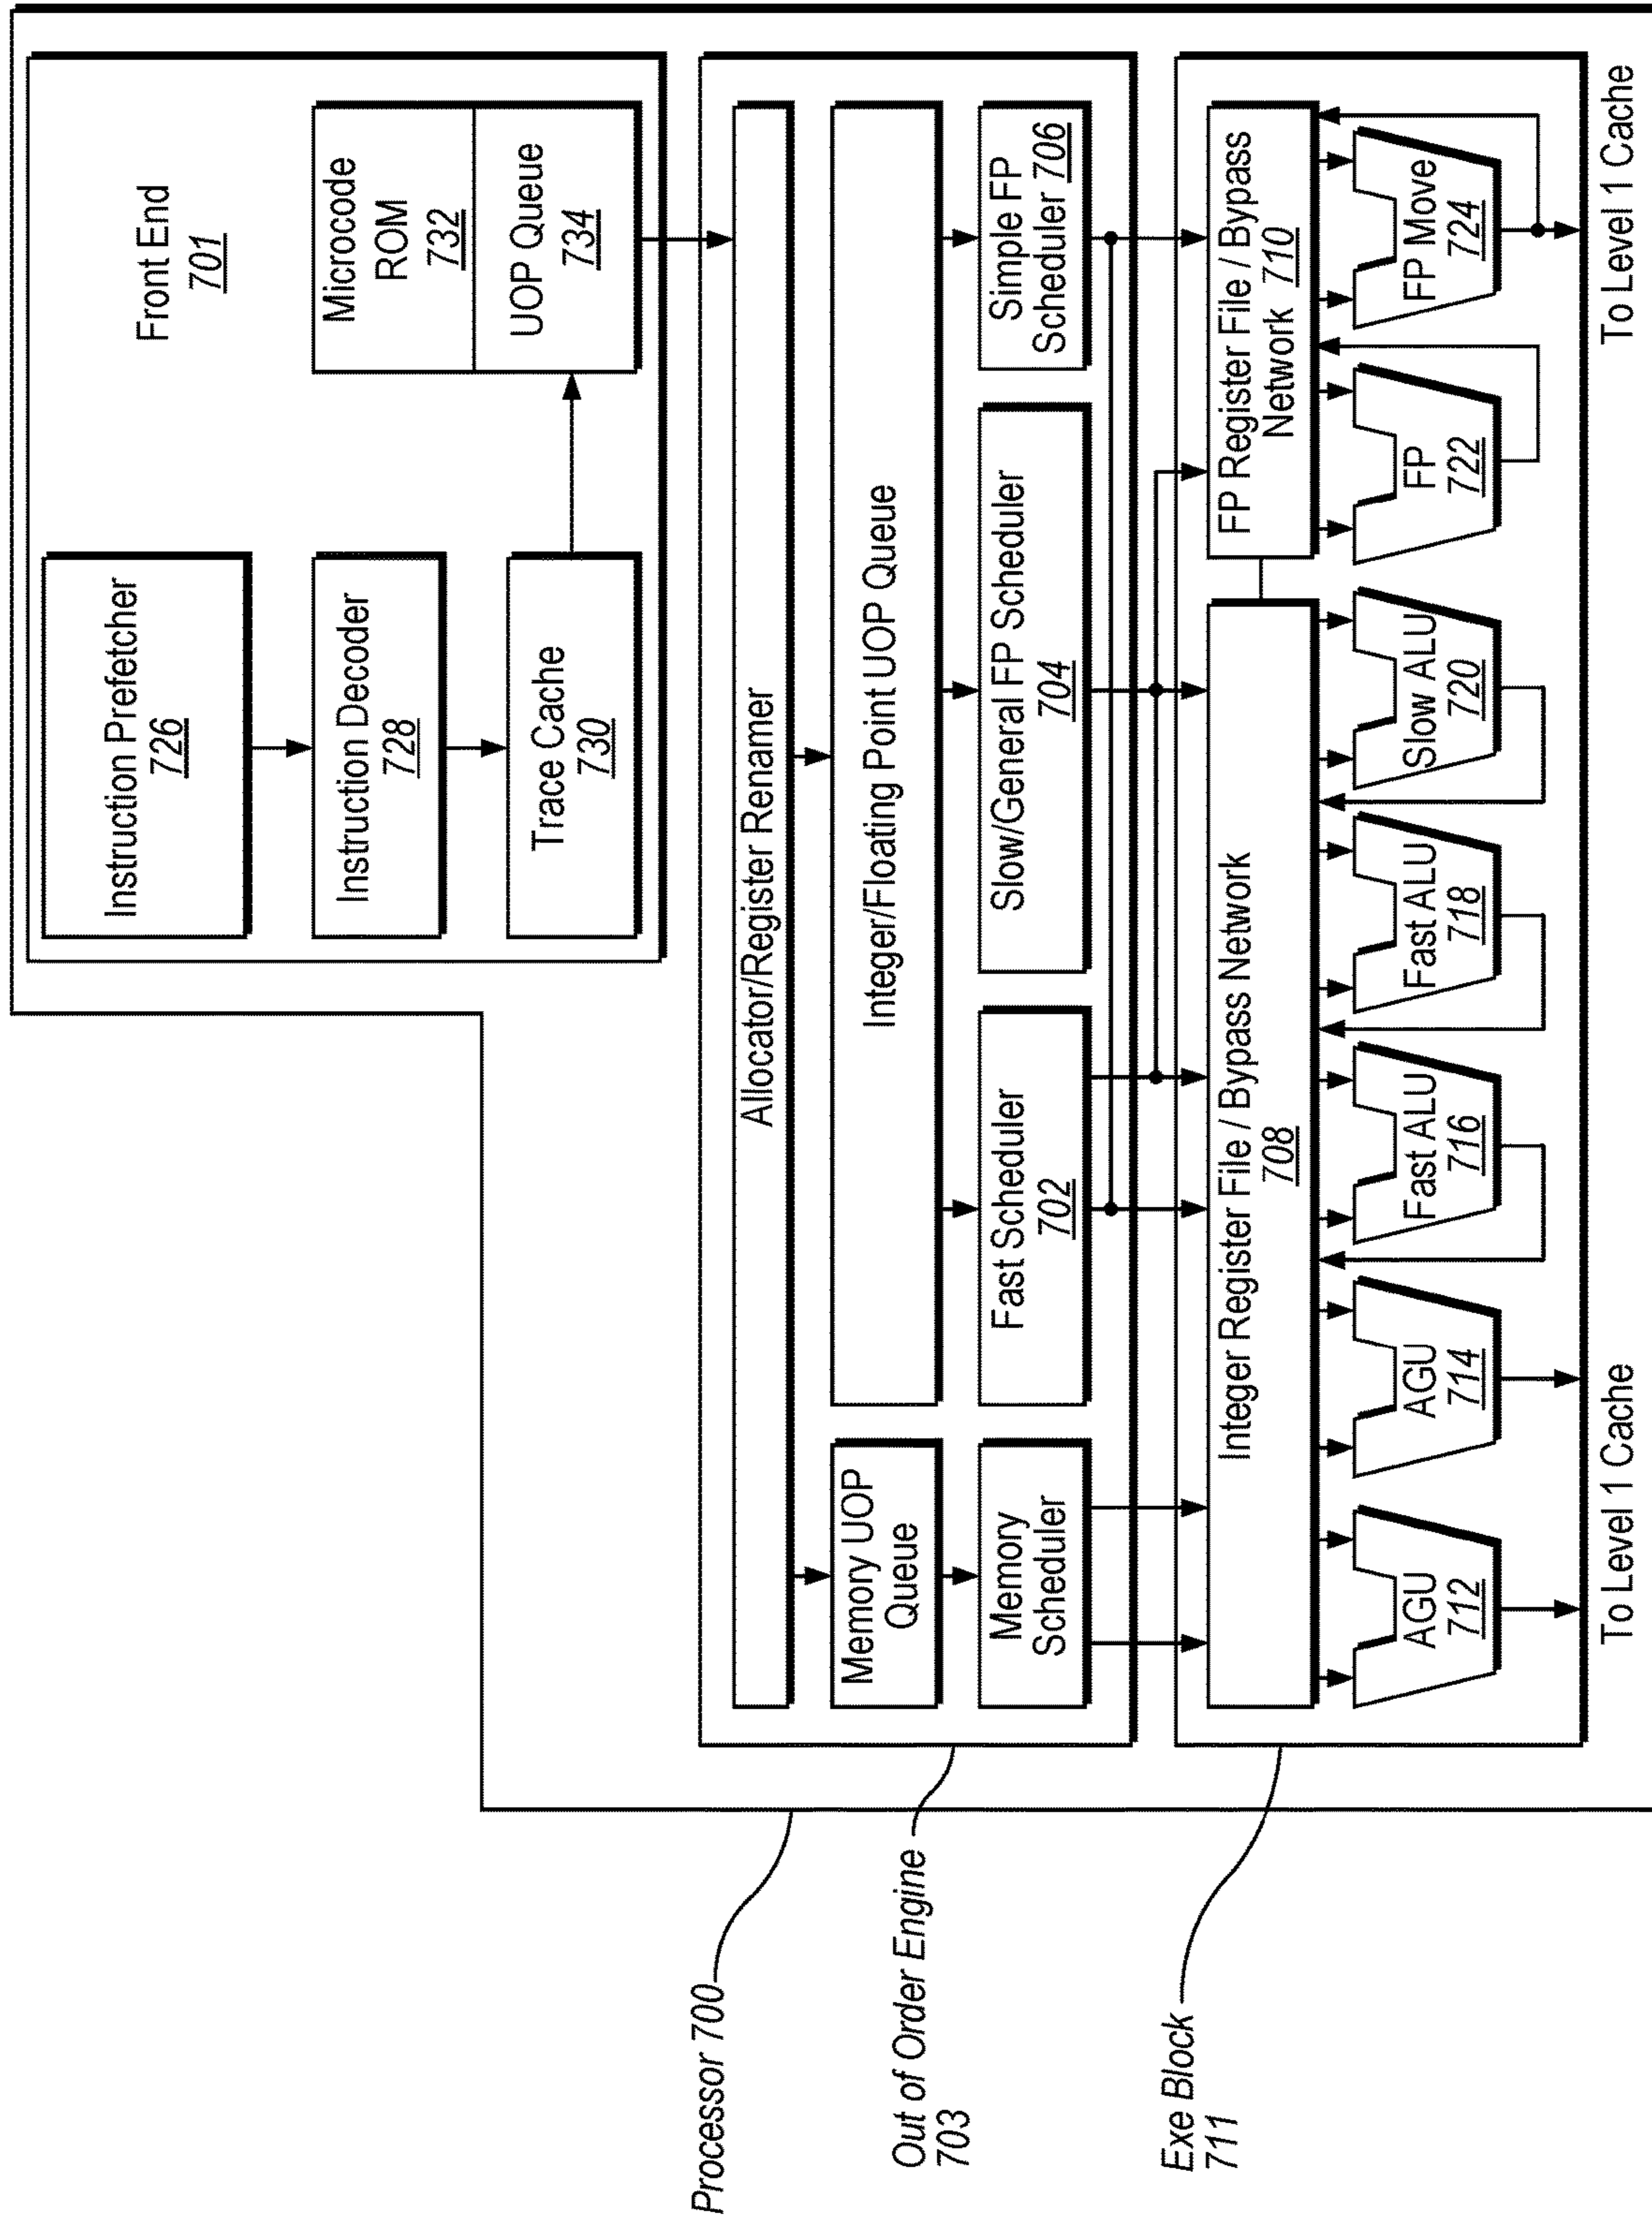 Front End
701
Instruction Prefetcher
726
Instruction Decoder
728
Trace Cache
730
Microcode
ROM
732
UOP Queue
734
Allocator/Register Renamer
Memory UOP
Queue
Integer/Floating Point UOP Queue
Memory
Scheduler
Fast Scheduler
702
Slow/General FP Scheduler
704
Simple FP
Scheduler 706
Integer Register File / Bypass Network
708
FP Register File / Bypass
Network 710
AGU
712
AGU
714
Fast ALU
716
Fast ALU
718
Slow ALU
720
FP
722
FP Move
724
To Level 1 Cache
To Level 1 Cache
Processor 700
Out of Order Engine
703
Exe Block
711